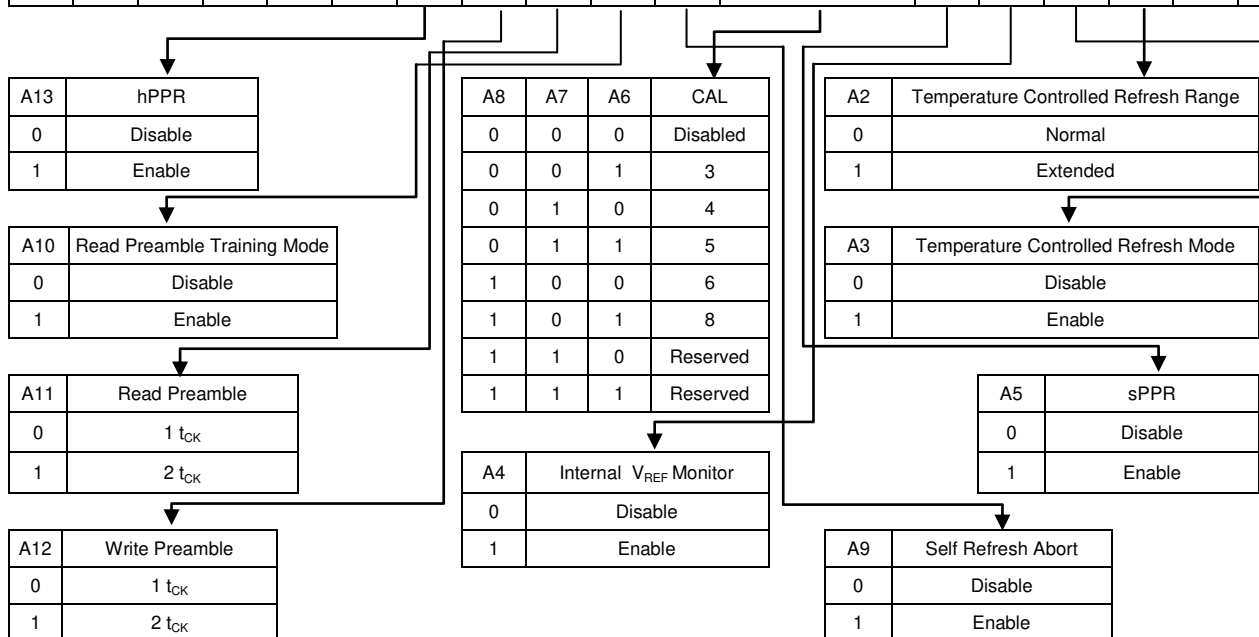 A13 hPPR
0 Disable
1 Enable
A10 Read Preamble Training Mode
0 Disable
1 Enable
A11 Read Preamble
0 1 tCK
1 2 tCK
A12 Write Preamble
0 1 tCK
1 2 tCK
A8 A7 A6 CAL
0 0 0 Disabled
0 0 1 3
0 1 0 4
0 1 1 5
1 0 0 6
1 0 1 8
1 1 0 Reserved
1 1 1 Reserved
A4 Internal VREF Monitor
0 Disable
1 Enable
A2 Temperature Controlled Refresh Range
0 Normal
1 Extended
A3 Temperature Controlled Refresh Mode
0 Disable
1 Enable
A5 sPPR
0 Disable
1 Enable
A9 Self Refresh Abort
0 Disable
1 Enable